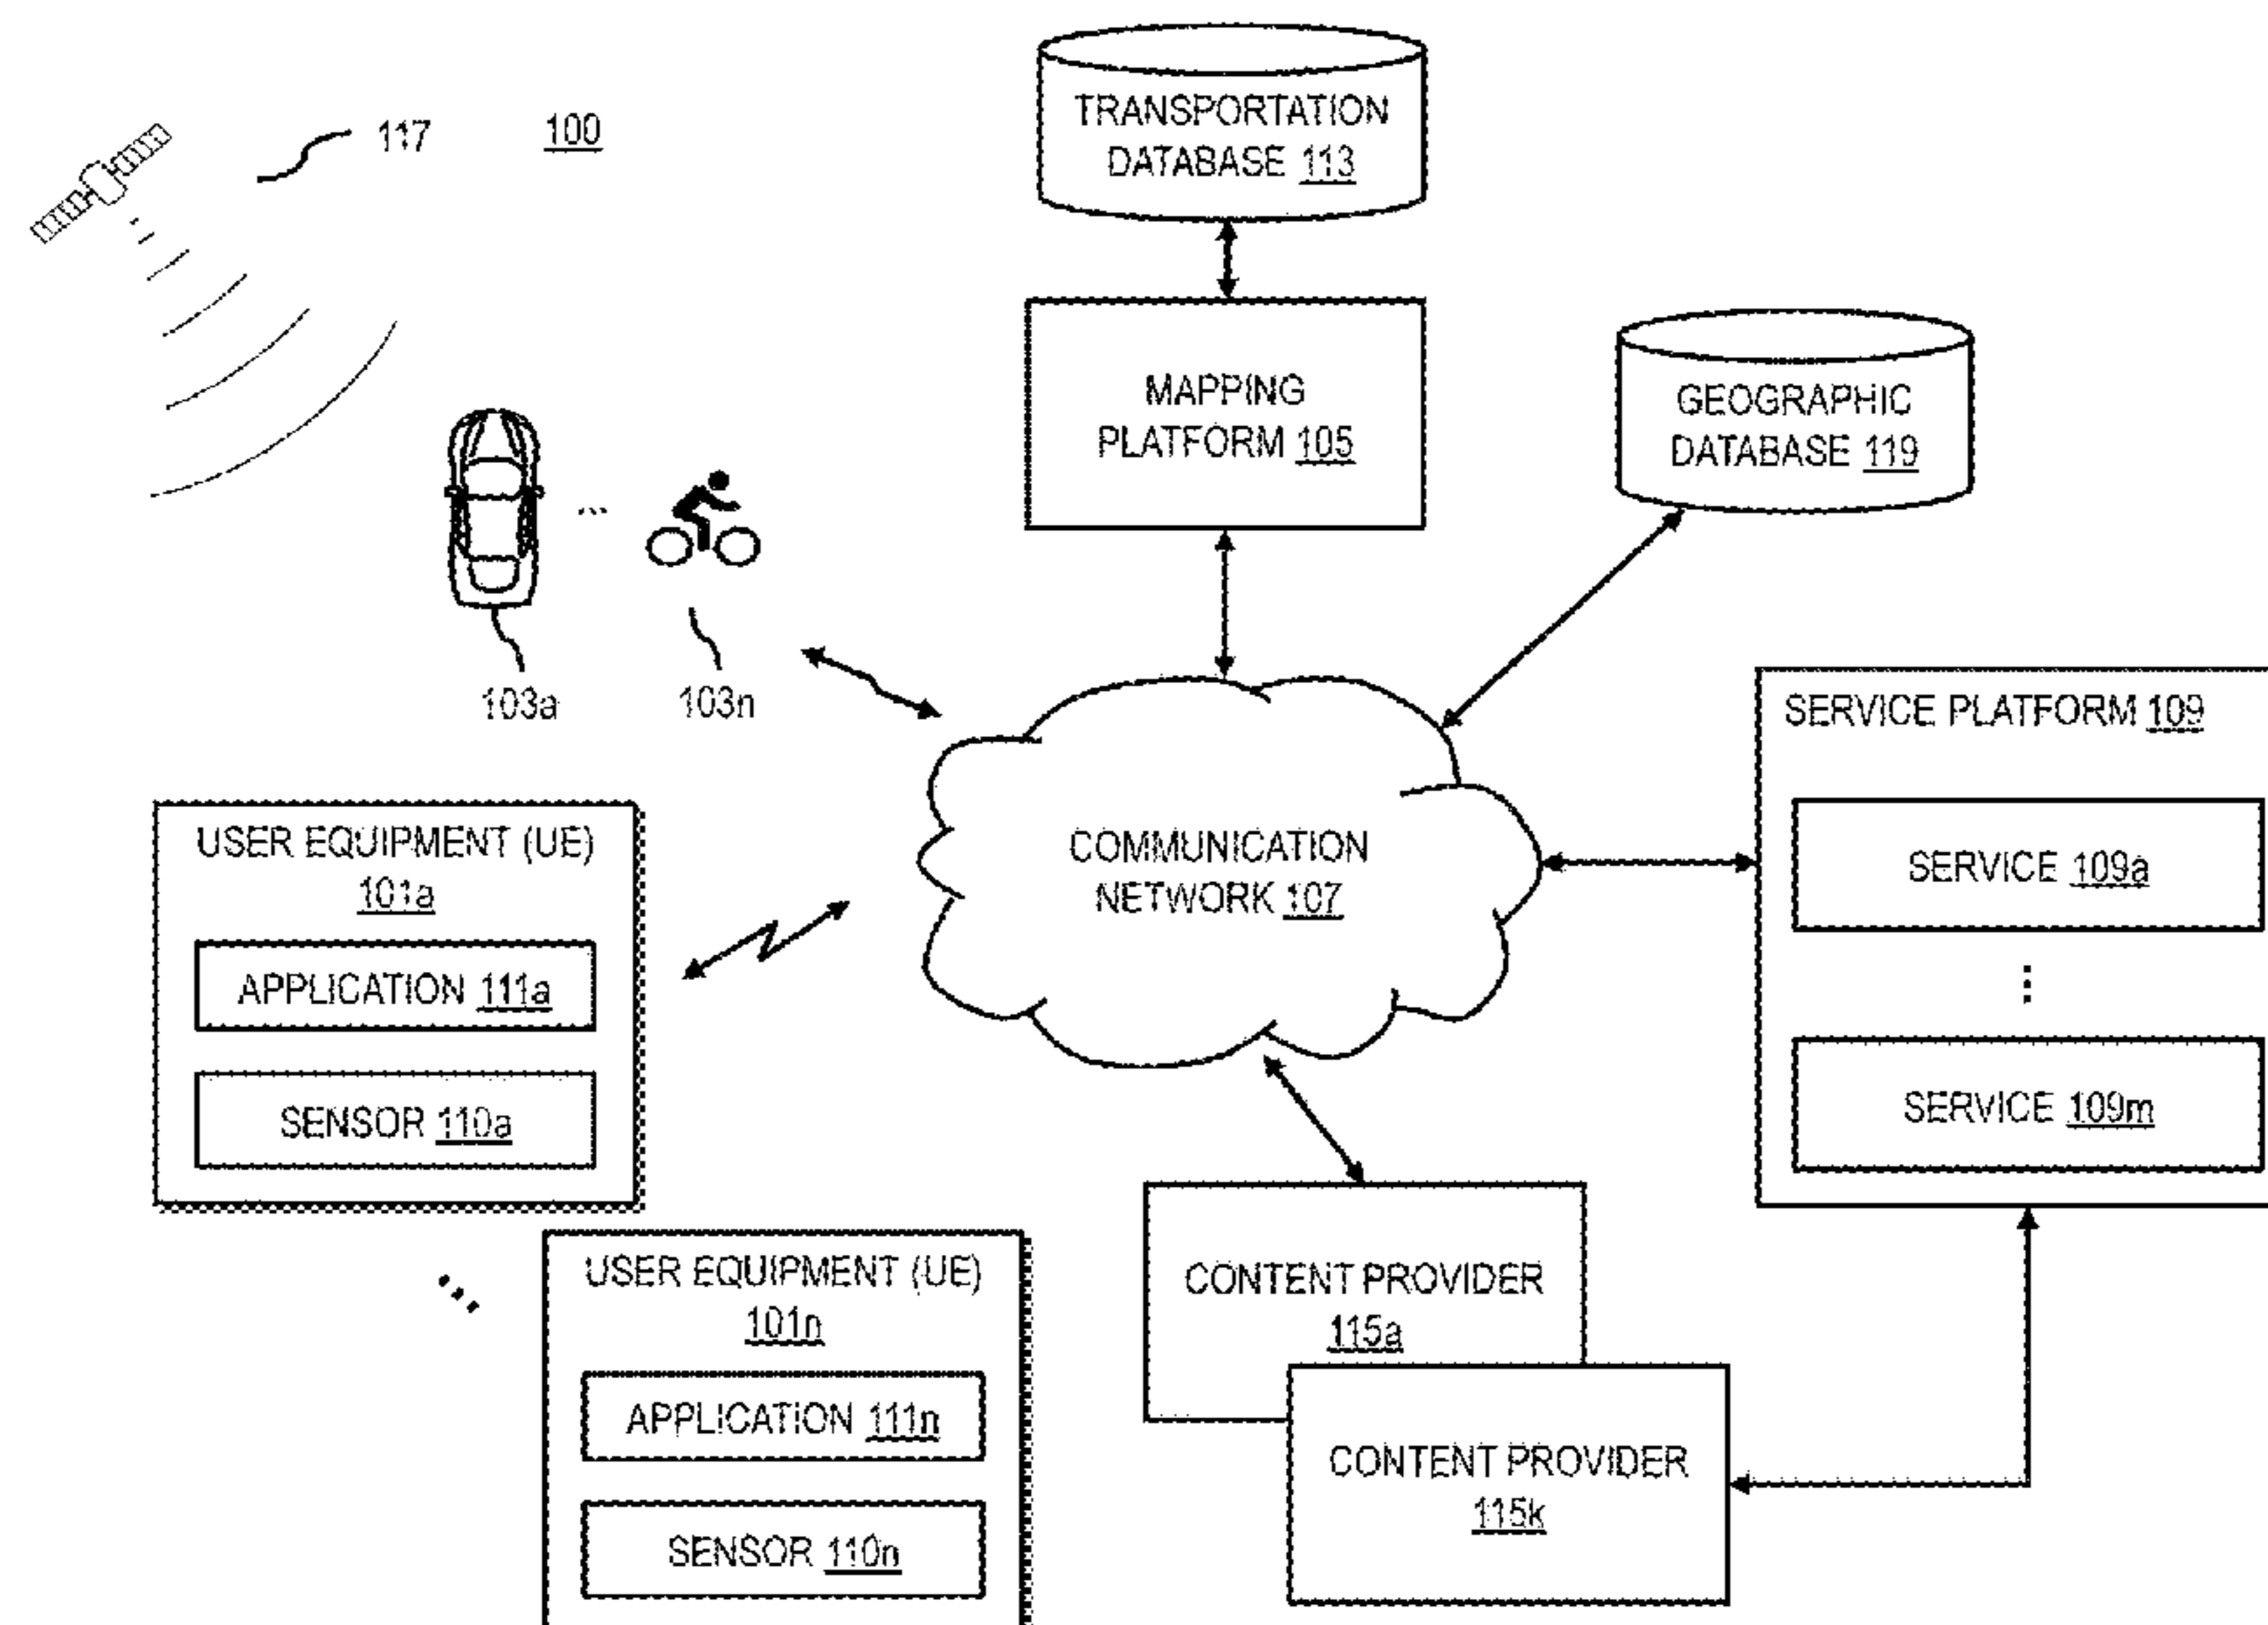 117
100
TRANSPORTATION
DATABASE 113
MAPPING
PLATFORM 105
GEOGRAPHIC
DATABASE 119
...
103a
103n
SERVICE PLATFORM 109
SERVICE 109a
SERVICE 109m
COMMUNICATION
NETWORK 107
USER EQUIPMENT (UE)
101a
APPLICATION 111a
SENSOR 110a
USER EQUIPMENT (UE)
101n
APPLICATION 111n
SENSOR 110n
CONTENT PROVIDER
115a
CONTENT PROVIDER
115k